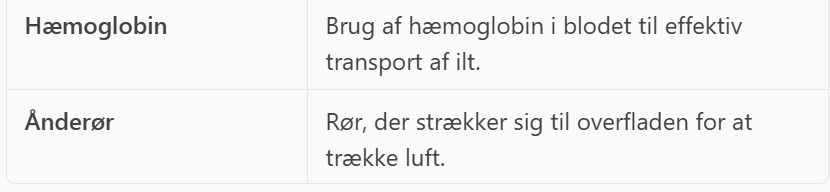 Hæmoglobin
Brug af hæmoglobin i blodet til effektiv
transport af ilt.
Ånderør
Rør, der strækker sig til overfladen for at
trække luft.